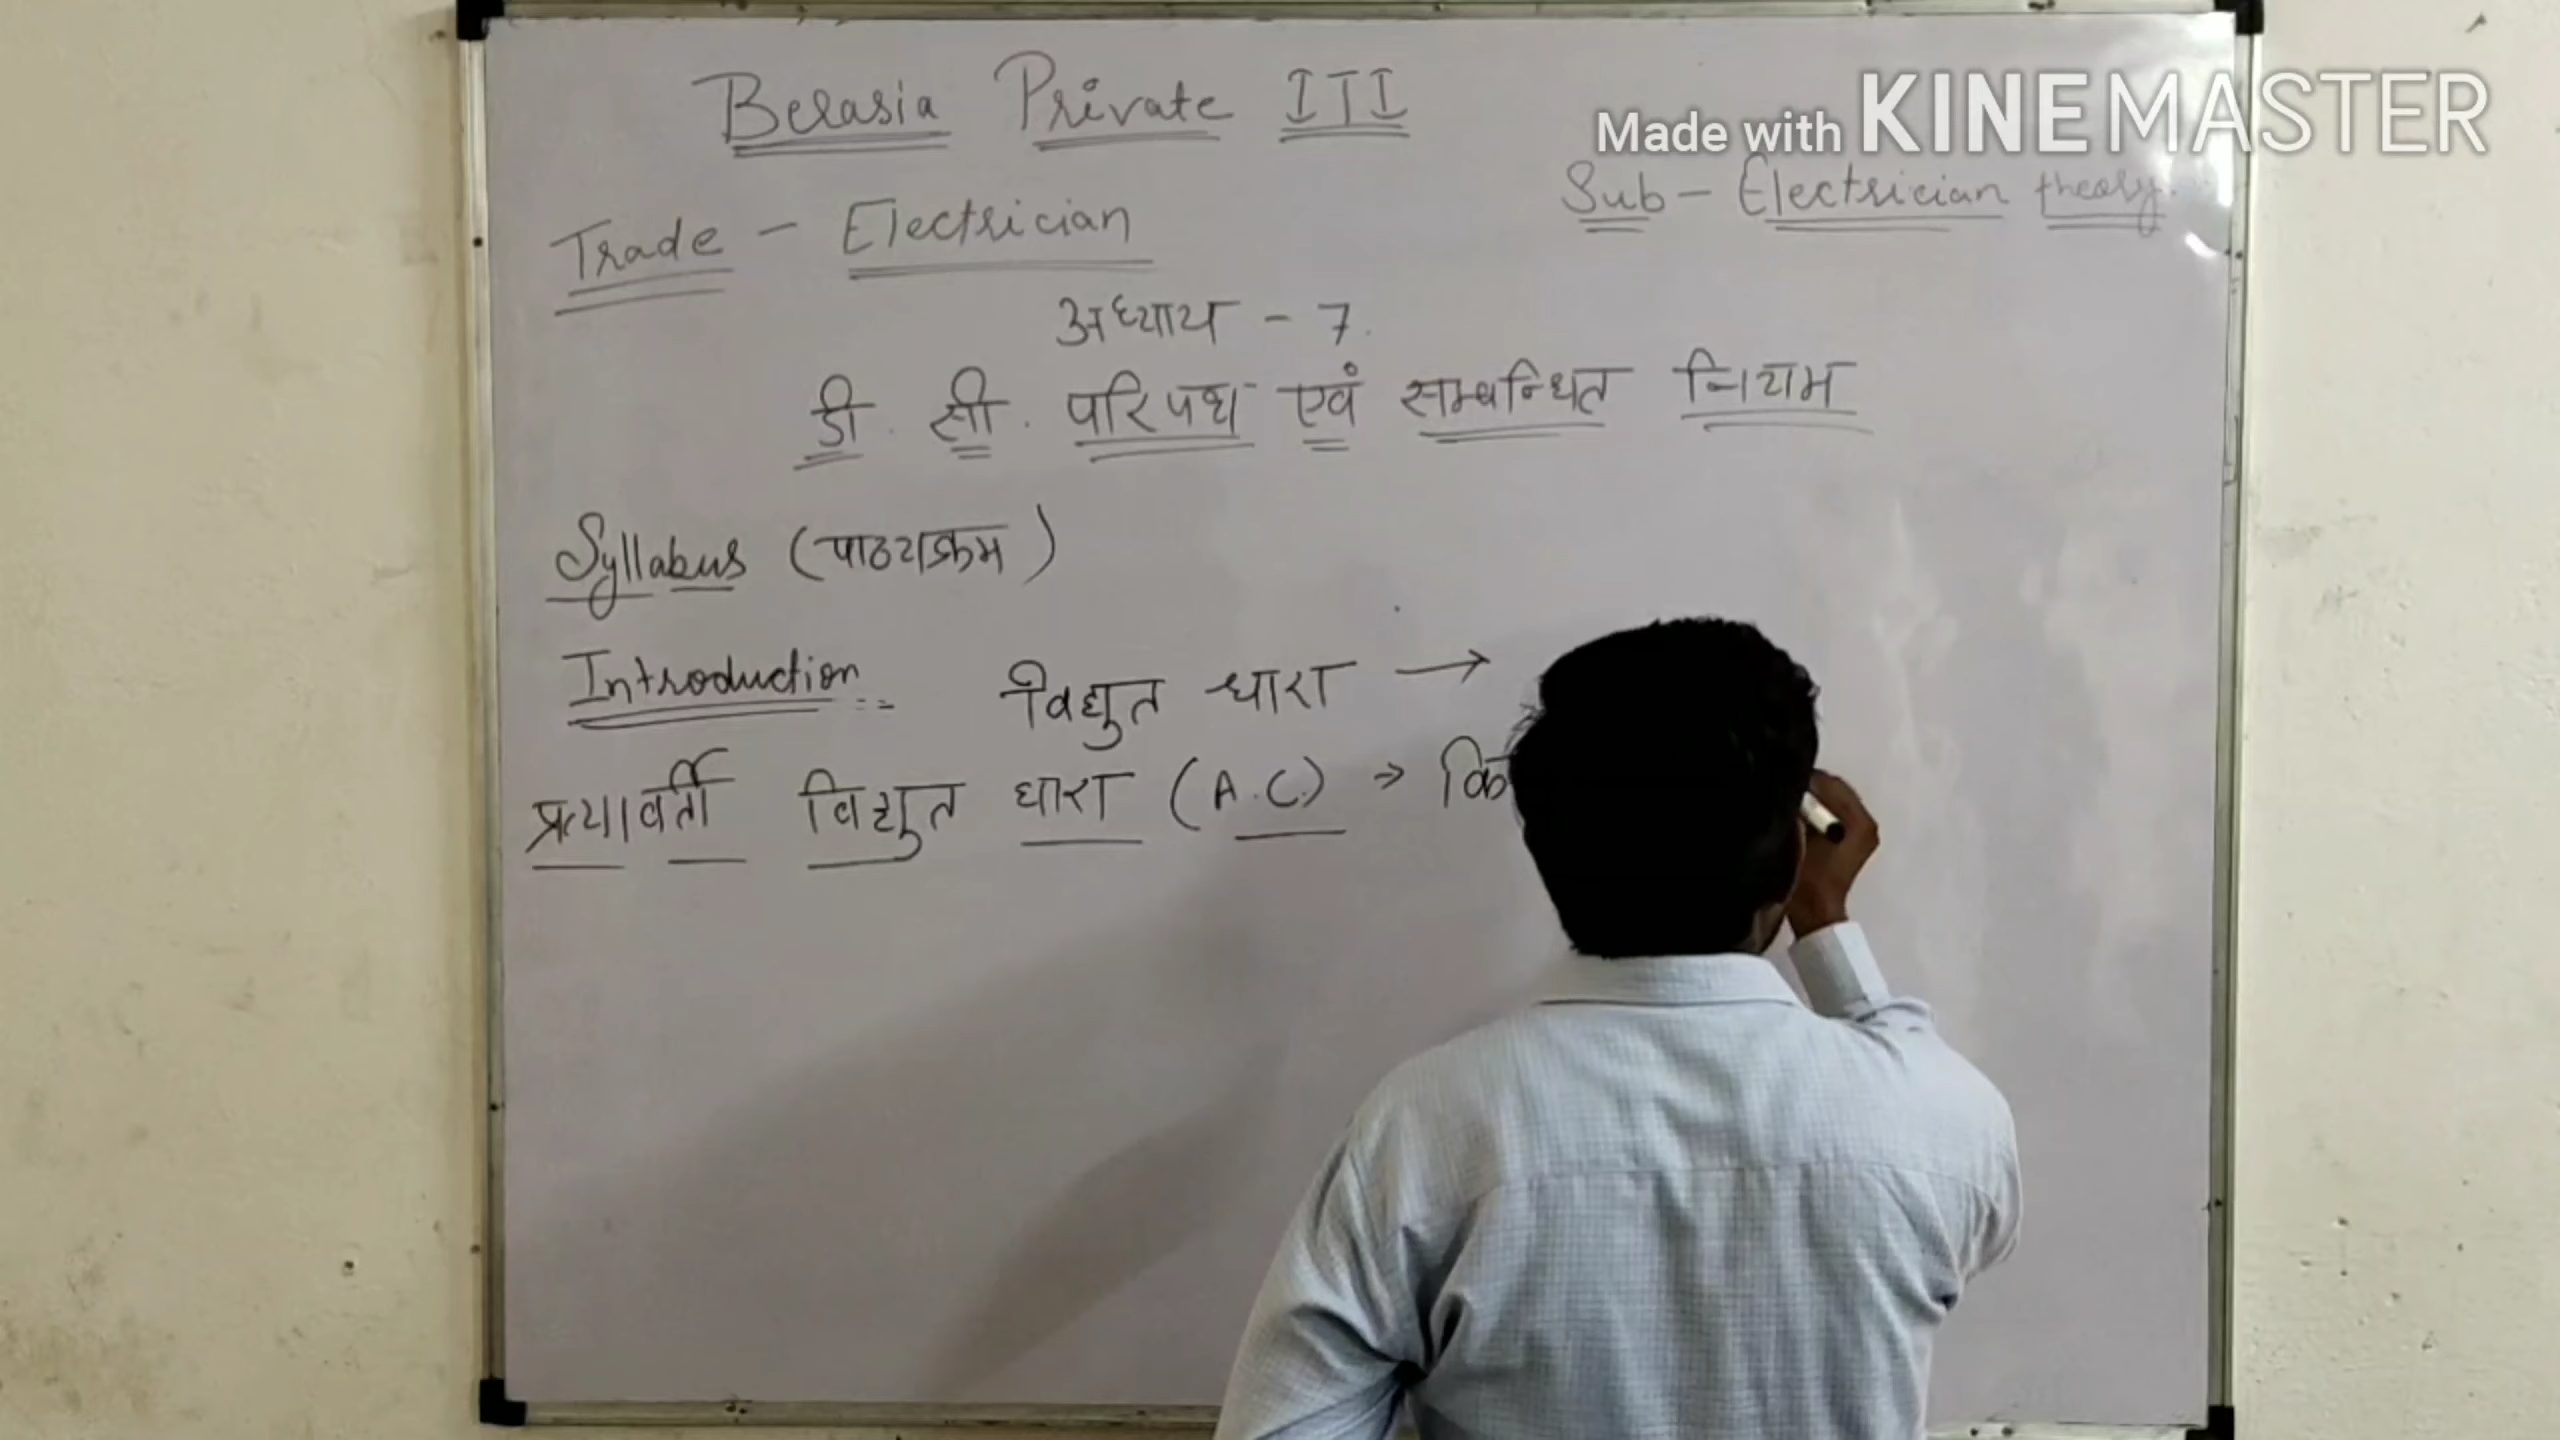 Berasia Private ITI
Made with KINEMASTER
Sub - Electrician theory.
Trade - Electrician
अध्याय - 7.
डी. सी. परिपथ एवं सम्बन्धित नियम
Syllabus (पाठ्यक्रम)
Introduction :- विद्युत धारा →
प्रत्यावर्ती विद्युत धारा (A.C.) →